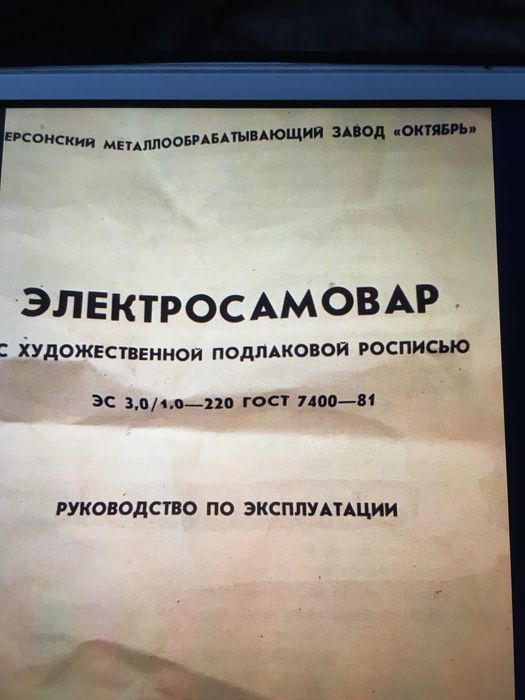 ЕРСОНСКИЙ МЕТАЛЛООБРАБАТЫВАЮЩИЙ ЗАВОД «ОКТЯБРЬ»
ЭЛЕКТРОСАМОВАР
С ХУДОЖЕСТВЕННОЙ ПОДЛАКОВОЙ РОСПИСЬЮ
ЭС 3,0/1,0—220 ГОСТ 7400—81
РУКОВОДСТВО ПО ЭКСПЛУАТАЦИИ